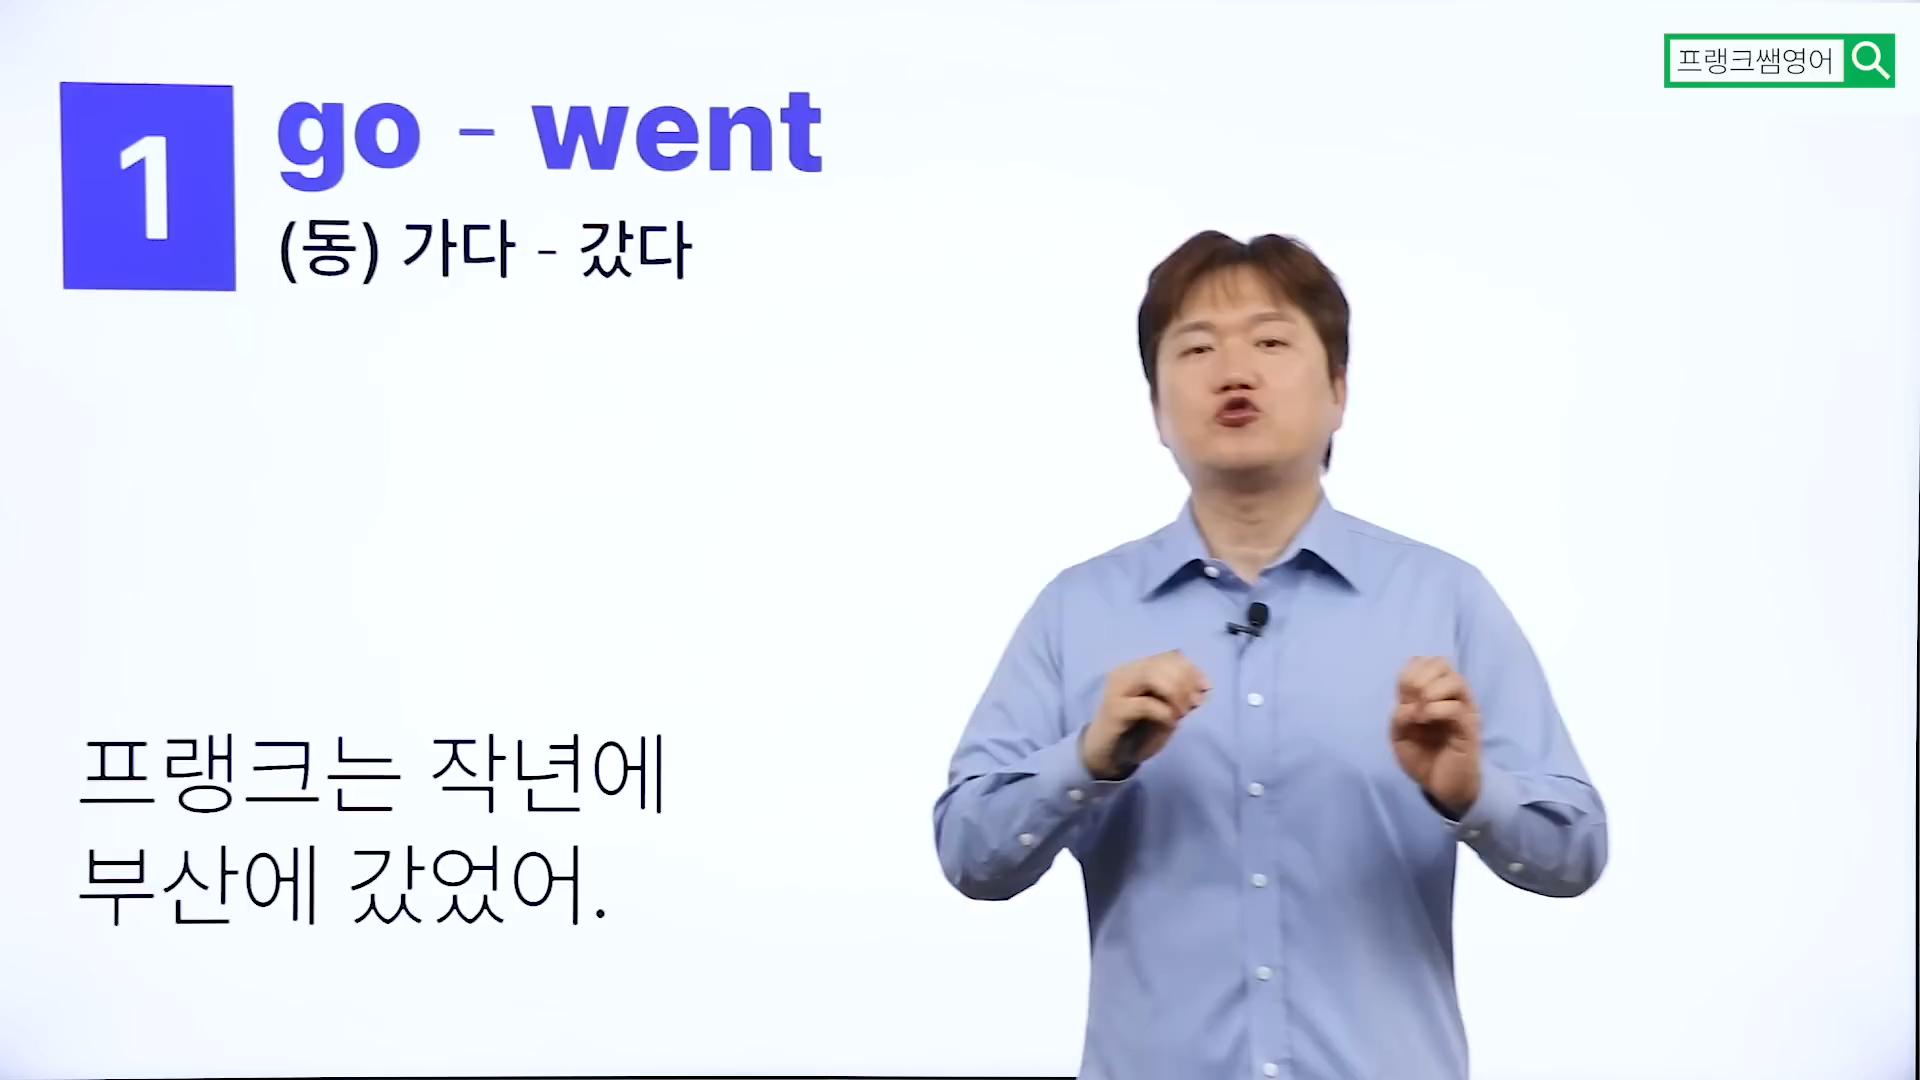 프랭크쌤영어
1
go - went
(동) 가다 - 갔다
프랭크는 작년에
부산에 갔었어.